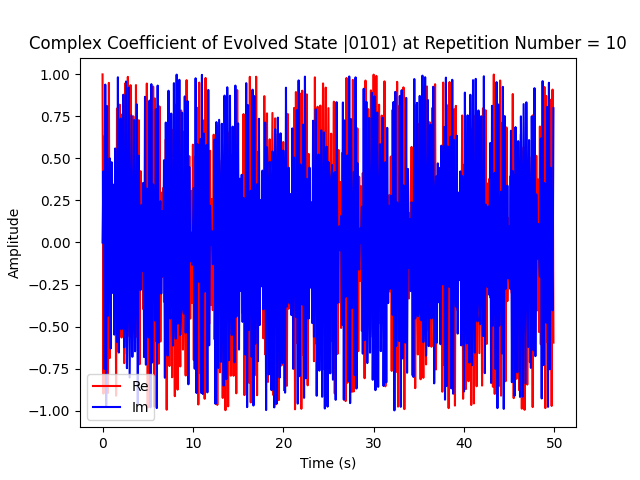 Complex Coefficient of Evolved State |0101⟩ at Repetition Number = 10
1.00
0.75
0.50
0.25
0.00
−0.25
−0.50
−0.75
−1.00
Amplitude
Re
Im
0 10 20 30 40 50
Time (s)